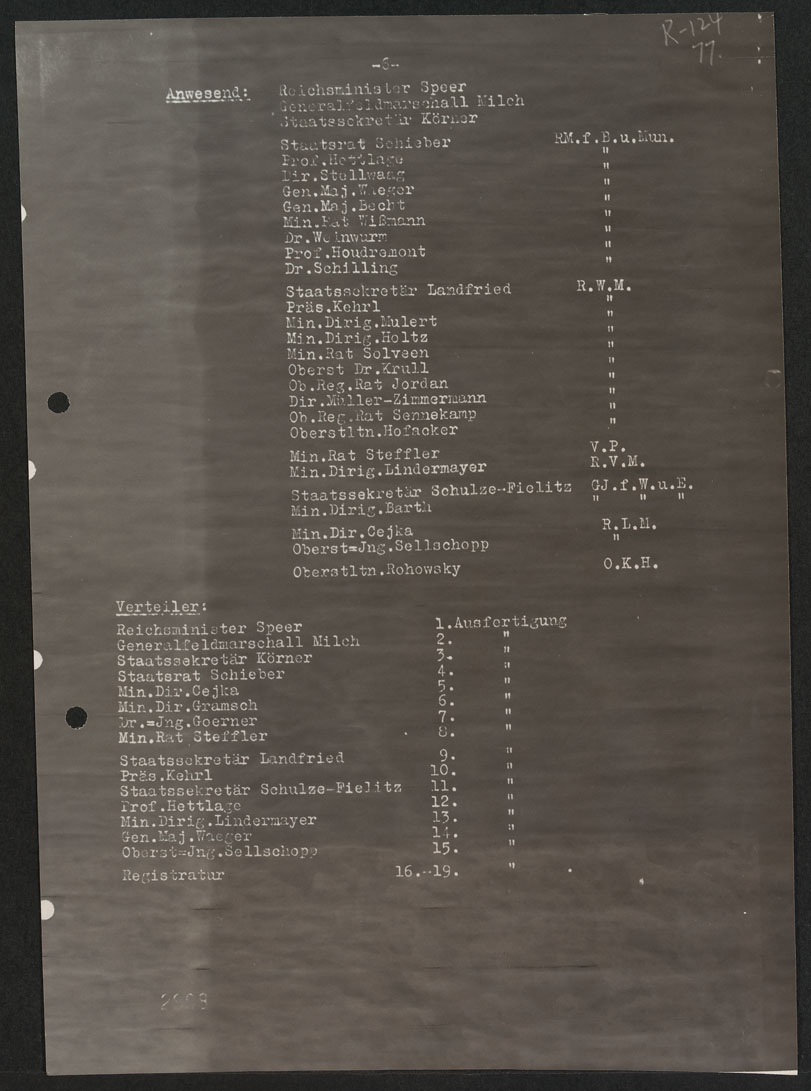 R-124
77.
-6-
Anwesend: Reichsminister Speer
Generalfeldmarschall Milch
Staatssekretär Körner
Staatsrat Schieber RM.f.B.u.Mun.
Prof.Hettlage "
Dir.Stellwaag "
Gen.Maj.Waeger "
Gen.Maj.Becht "
Min.Rat Wißmann "
Dr.Weinwurm "
Prof.Houdremont "
Dr.Schilling "
Staatssekretär Landfried R.W.M.
Präs.Kehrl "
Min.Dirig.Mulert "
Min.Dirig.Holtz "
Min.Rat Solveen "
Oberst Dr.Krull "
Ob.Reg.Rat Jordan "
Dir.Müller-Zimmermann "
Ob.Reg.Rat Sennekamp "
Oberstltn.Hofacker "
Min.Rat Steffler V.P.
Min.Dirig.Lindermayer R.V.M.
Staatssekretär Schulze-Fielitz GJ.f.W.u.E.
Min.Dirig.Barth " " "
Min.Dir.Cejka R.L.M.
Oberst=Jng.Sellschopp "
Oberstltn.Rohowsky O.K.H.
Verteiler:
Reichsminister Speer 1.Ausfertigung
Generalfeldmarschall Milch 2. "
Staatssekretär Körner 3. "
Staatsrat Schieber 4. "
Min.Dir.Cejka 5. "
Min.Dir.Gramsch 6. "
Dr.=Jng.Goerner 7. "
Min.Rat Steffler 8. "
Staatssekretär Landfried 9. "
Präs.Kehrl 10. "
Staatssekretär Schulze-Fielitz 11. "
Prof.Hettlage 12. "
Min.Dirig.Lindermayer 13. "
Gen.Maj.Waeger 14. "
Oberst=Jng.Sellschopp 15. "
Registratur 16.-19. "